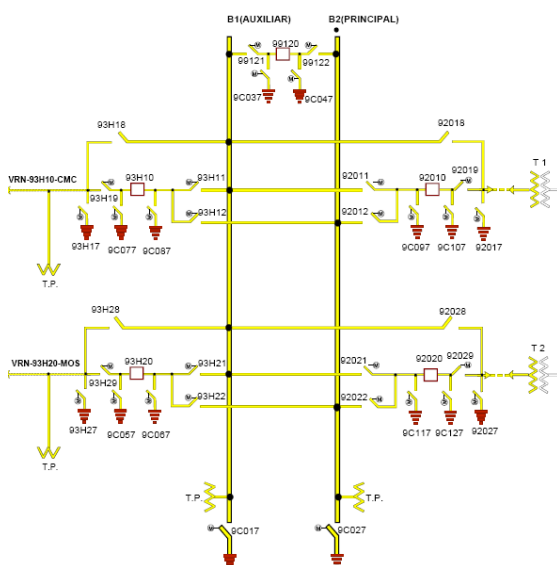 B1(AUXILIAR) B2(PRINCIPAL)
99120
99121 99122
9C037 9C047
93H18 92018
VRN-93H10-CMC 93H10 93H11 92011 92010 92019 T 1
93H19
93H12 92012
93H17 9C077 9C087 9C097 9C107 92017
T.P.
93H28 92028
VRN-93H20-MOS 93H20 93H21 92021 92020 92029 T 2
93H29
93H22 92022
93H27 9C057 9C067 9C117 9C127 92027
T.P.
T.P. T.P.
9C017 9C027